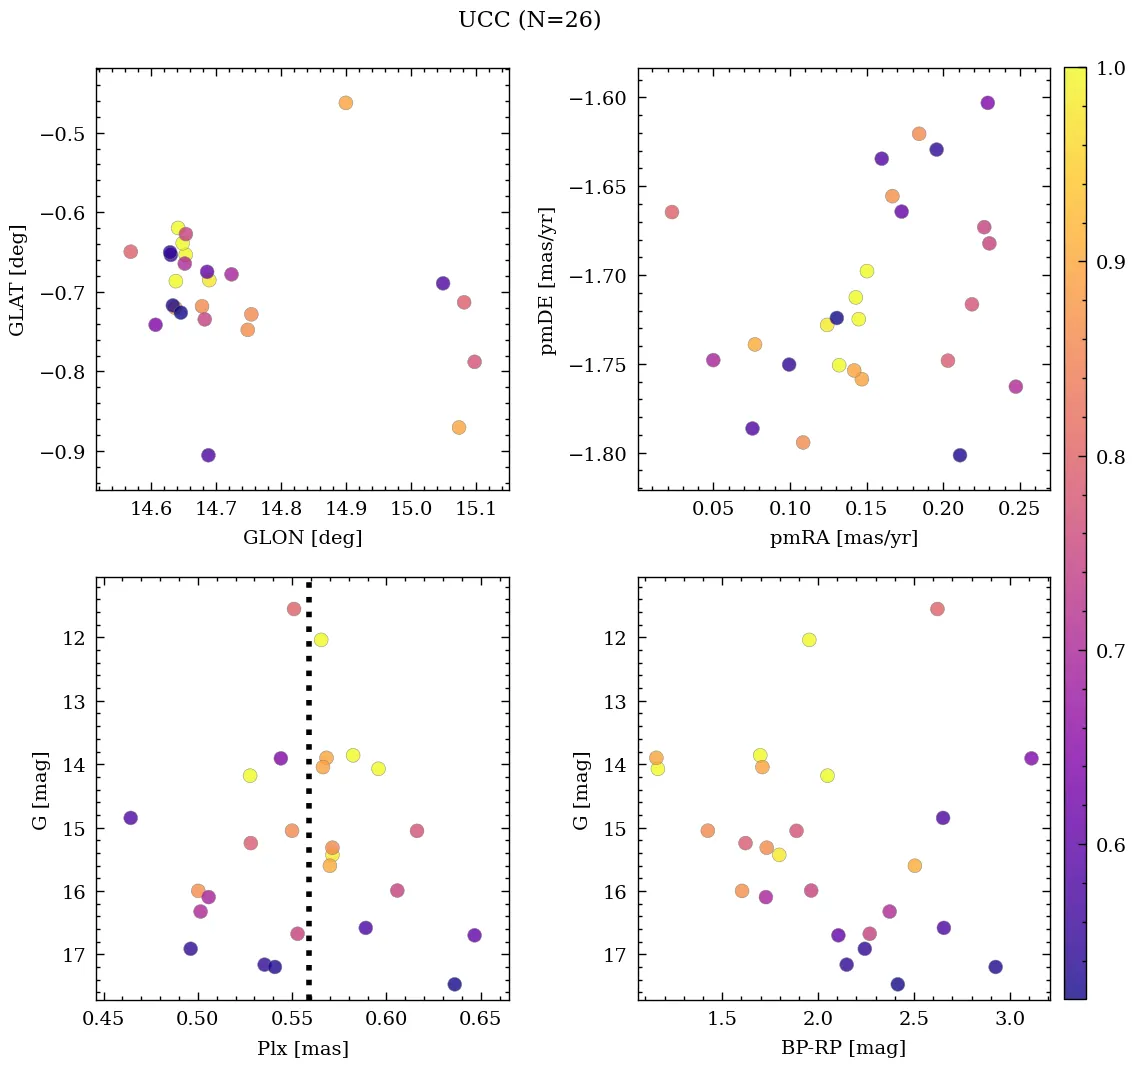 UCC (N=26)
−0.5
−0.6
−0.7
−0.8
−0.9
GLAT [deg]
14.6 14.7 14.8 14.9 15.0 15.1
GLON [deg]
−1.60
−1.65
−1.70
−1.75
−1.80
pmDE [mas/yr]
0.05 0.10 0.15 0.20 0.25
pmRA [mas/yr]
12
13
14
15
16
17
G [mag]
0.45 0.50 0.55 0.60 0.65
Plx [mas]
12
13
14
15
16
17
G [mag]
1.5 2.0 2.5 3.0
BP-RP [mag]
1.0
0.9
0.8
0.7
0.6